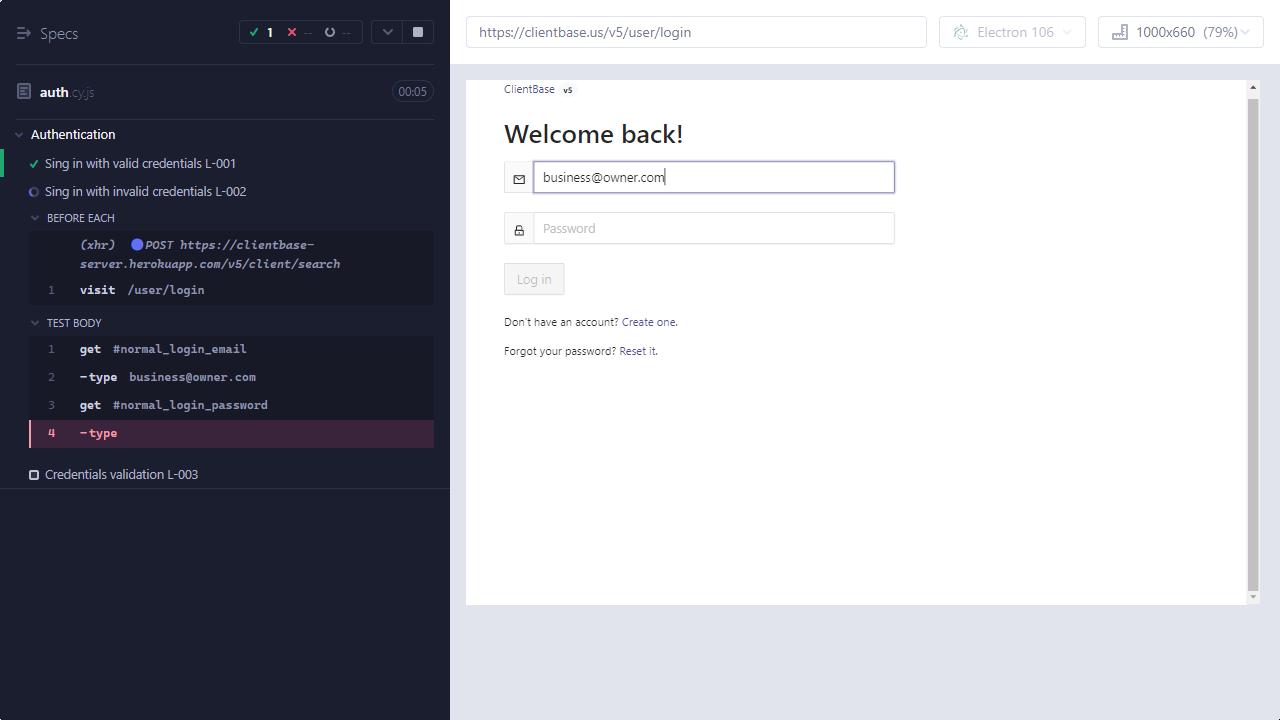 Specs
1 -- --
auth.cy.js
00:05
Authentication
Sing in with valid credentials L-001
Sing in with invalid credentials L-002
BEFORE EACH
(xhr) POST https://clientbase-
server.herokuapp.com/v5/client/search
1 visit /user/login
TEST BODY
1 get #normal_login_email
2 -type business@owner.com
3 get #normal_login_password
4 -type
Credentials validation L-003
https://clientbase.us/v5/user/login
Electron 106
1000x660 (79%)
ClientBase v5
Welcome back!
business@owner.com
Password
Log in
Don't have an account? Create one.
Forgot your password? Reset it.